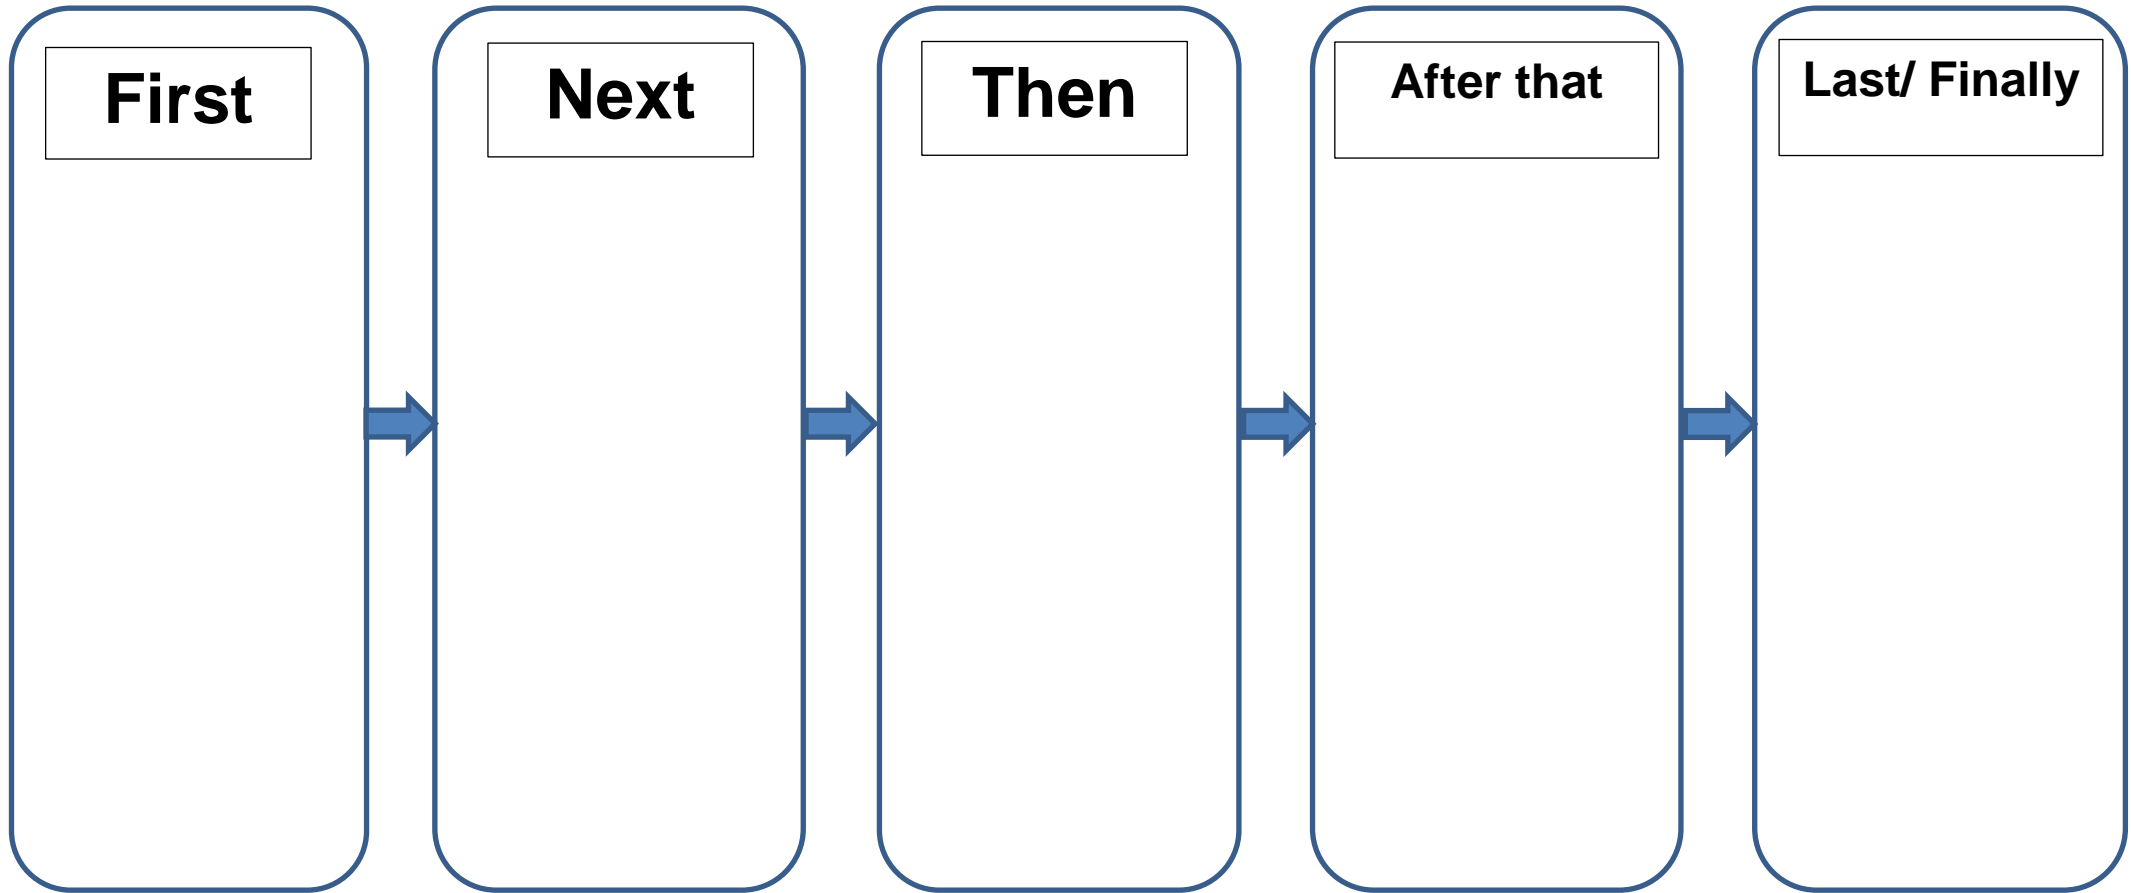 First
Next
Then
After that
Last/ Finally